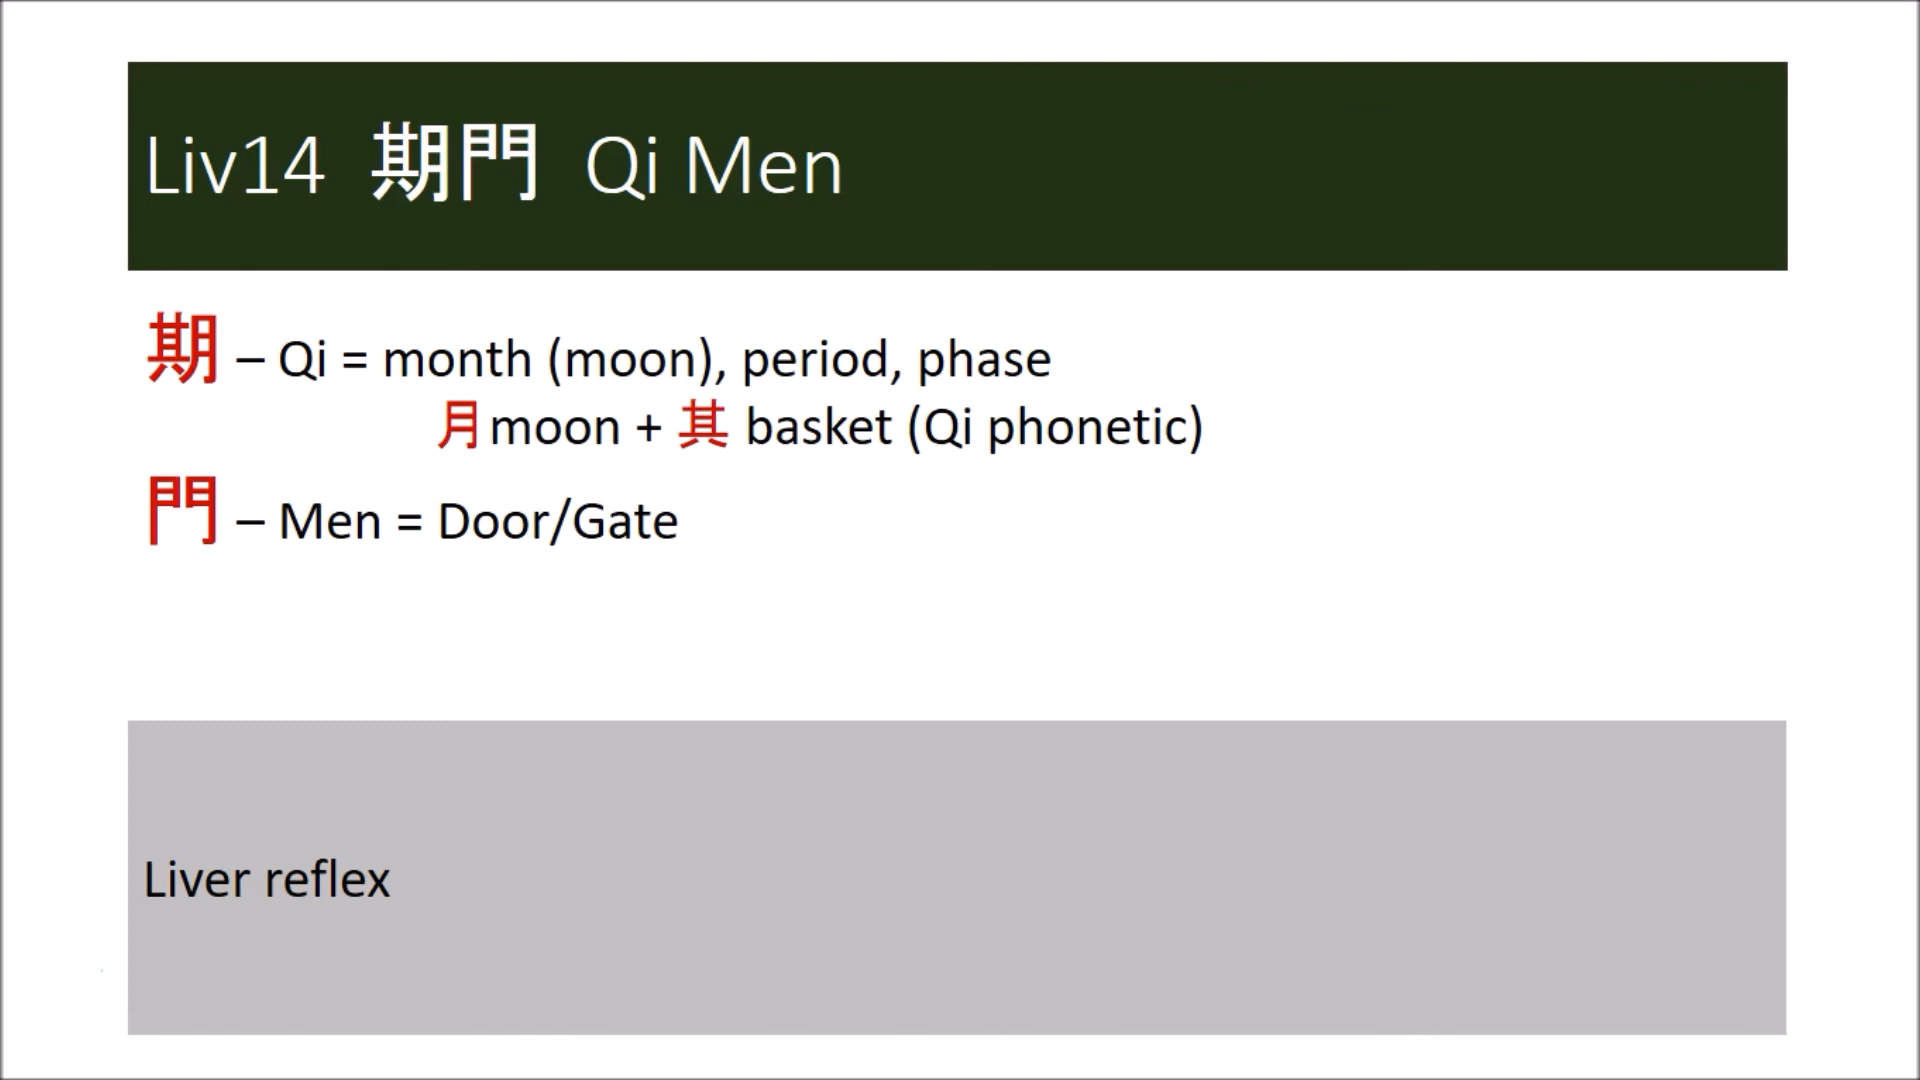 Liv14 期門 Qi Men
期 – Qi = month (moon), period, phase
月moon + 其 basket (Qi phonetic)
門 – Men = Door/Gate
Liver reflex